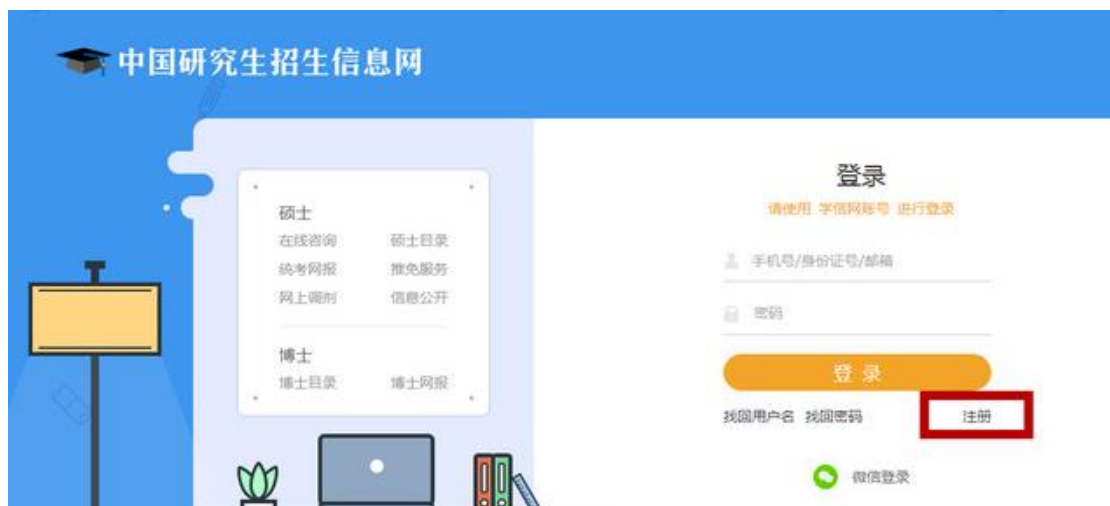 中国研究生招生信息网
硕士
在线咨询 硕士目录
统考网报 推免服务
网上调剂 信息公开
博士
博士目录 博士网报
登录
请使用 学信网账号 进行登录
手机号/身份证号/邮箱
密码
登录
找回用户名 找回密码 注册
微信登录